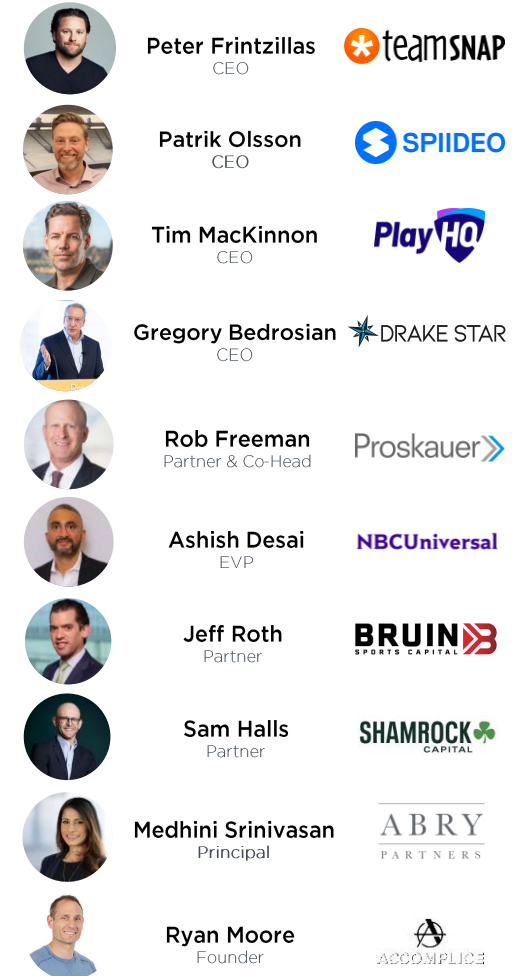 Peter Frintzillas
CEO
teamSNAP
Patrik Olsson
CEO
SPIIDEO
Tim MacKinnon
CEO
PlayHQ
Gregory Bedrosian
CEO
DRAKE STAR
Rob Freeman
Partner & Co-Head
Proskauer
Ashish Desai
EVP
NBCUniversal
Jeff Roth
Partner
BRUIN
SPORTS CAPITAL
Sam Halls
Partner
SHAMROCK
CAPITAL
Medhini Srinivasan
Principal
ABRY
PARTNERS
Ryan Moore
Founder
ACCOMPLICE